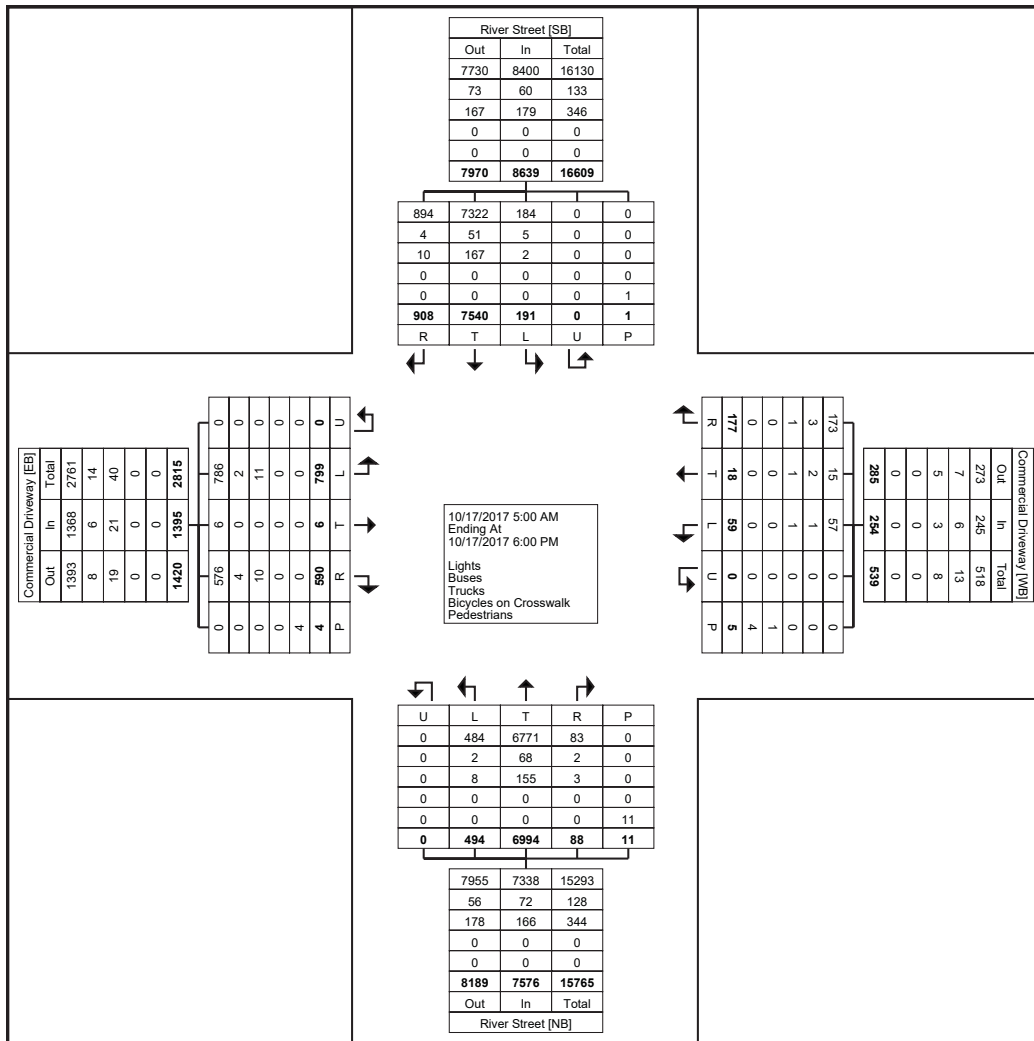 River Street [SB]
Out In Total
7730 8400 16130
73 60 133
167 179 346
0 0 0
0 0 0
7970 8639 16609
894 7322 184 0 0
4 51 5 0 0
10 167 2 0 0
0 0 0 0 0
0 0 0 0 1
908 7540 191 0 1
R T L U P
Commercial Driveway [EB]
Out In Total
1393 1368 2761
8 6 14
19 21 40
0 0 0
0 0 0
1420 1395 2815
0 576 6 786 0
0 4 0 2 0
0 10 0 11 0
0 0 0 0 0
4 0 0 0 0
4 590 6 799 0
P R T L U
10/17/2017 5:00 AM
Ending At
10/17/2017 6:00 PM
Lights
Buses
Trucks
Bicycles on Crosswalk
Pedestrians
Commercial Driveway [WB]
Out In Total
273 245 518
7 6 13
5 3 8
0 0 0
0 0 0
285 254 539
173 15 57 0 0
3 2 1 0 0
1 1 1 0 0
0 0 0 0 1
0 0 0 0 4
177 18 59 0 5
R T L U P
U L T R P
0 484 6771 83 0
0 2 68 2 0
0 8 155 3 0
0 0 0 0 0
0 0 0 0 11
0 494 6994 88 11
7955 7338 15293
56 72 128
178 166 344
0 0 0
0 0 0
8189 7576 15765
Out In Total
River Street [NB]